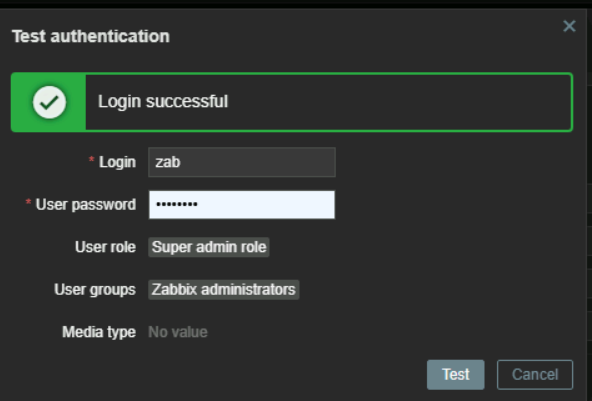 Test authentication
Login successful
* Login zab
* User password ••••••••
User role Super admin role
User groups Zabbix administrators
Media type No value
Test Cancel